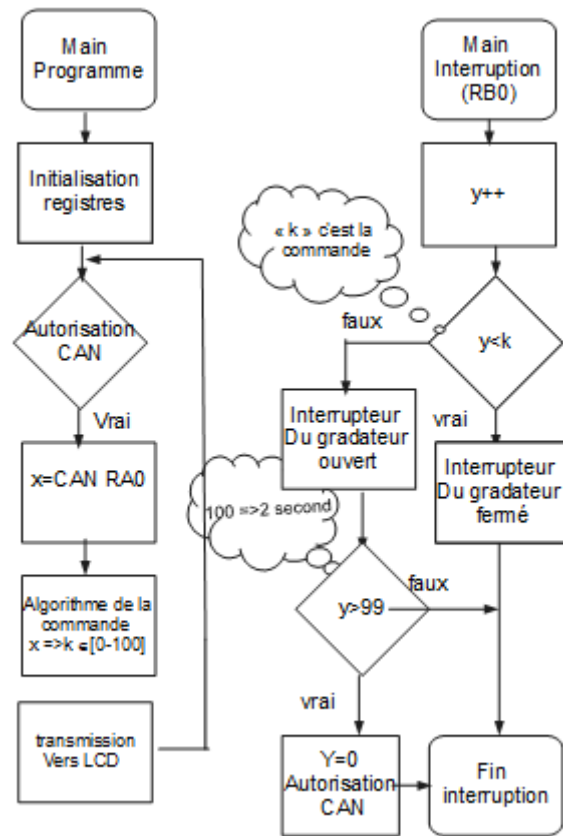 Main
Programme
Initialisation
registres
Autorisation
CAN
Vrai
x=CAN RA0
Algorithme de la
commande
x =>k ∈[0-100]
transmission
Vers LCD
Main
Interruption
(RB0)
y++
« k » c'est la
commande
faux
y<k
vrai
Interrupteur
Du gradateur
ouvert
Interrupteur
Du gradateur
fermé
100 =>2 second
y>99
faux
vrai
Y=0
Autorisation
CAN
Fin
interruption